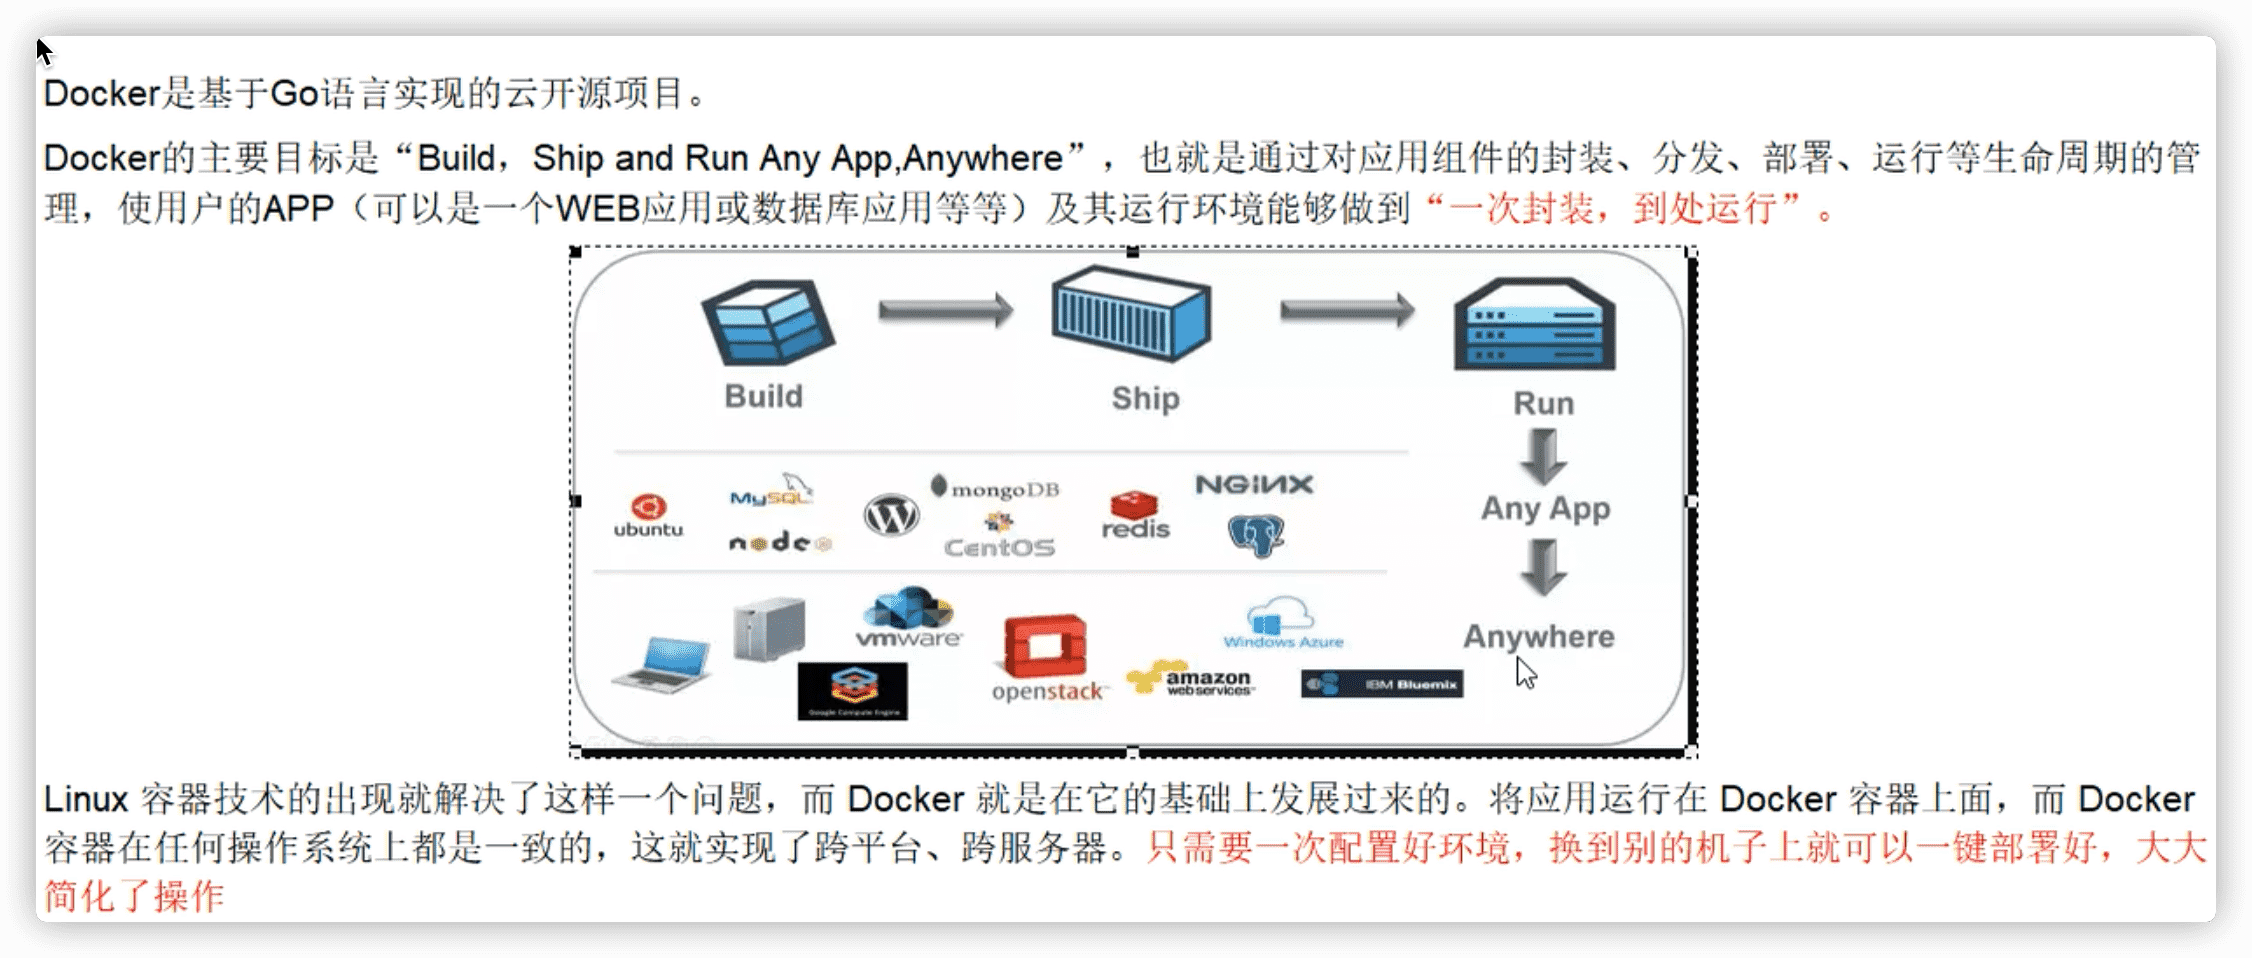 Docker是基于Go语言实现的云开源项目。
Docker的主要目标是“Build，Ship and Run Any App,Anywhere”，也就是通过对应用组件的封装、分发、部署、运行等生命周期的管
理，使用户的APP（可以是一个WEB应用或数据库应用等等）及其运行环境能够做到“一次封装，到处运行”。
Build
Ship
Run
Any App
Anywhere
ubuntu
MySQL
node
mongoDB
CentOS
redis
NGINX
vmware
Google Compute Engine
openstack
Windows Azure
amazon
webservices
IBM Bluemix
Linux 容器技术的出现就解决了这样一个问题，而 Docker 就是在它的基础上发展过来的。将应用运行在 Docker 容器上面，而 Docker
容器在任何操作系统上都是一致的，这就实现了跨平台、跨服务器。只需要一次配置好环境，换到别的机子上就可以一键部署好，大大
简化了操作